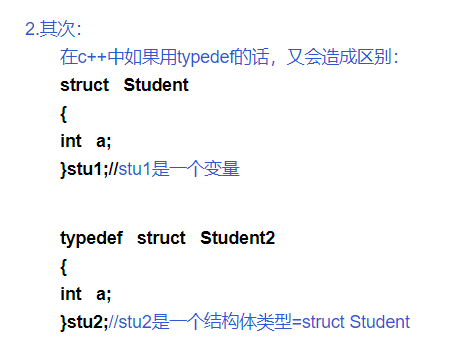 2.其次：
在c++中如果用typedef的话，又会造成区别：
struct Student
{
int a;
}stu1;//stu1是一个变量
typedef struct Student2
{
int a;
}stu2;//stu2是一个结构体类型=struct Student